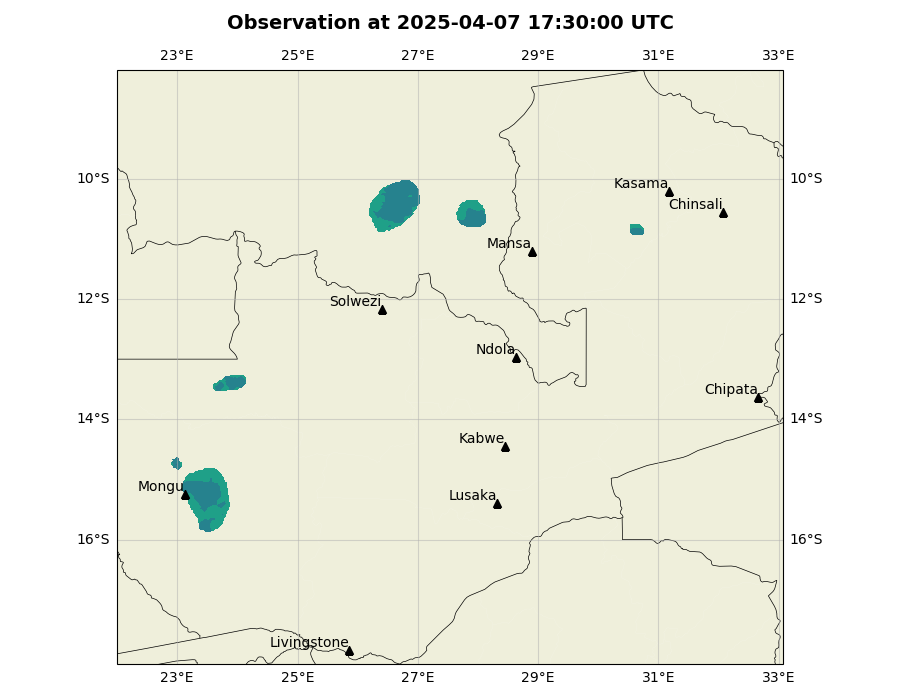 Observation at 2025-04-07 17:30:00 UTC
23°E 25°E 27°E 29°E 31°E 33°E
10°S 10°S
Kasama
Chinsali
Mansa
12°S 12°S
Solwezi
Ndola
Chipata
14°S 14°S
Kabwe
Mongu
Lusaka
16°S 16°S
Livingstone
23°E 25°E 27°E 29°E 31°E 33°E